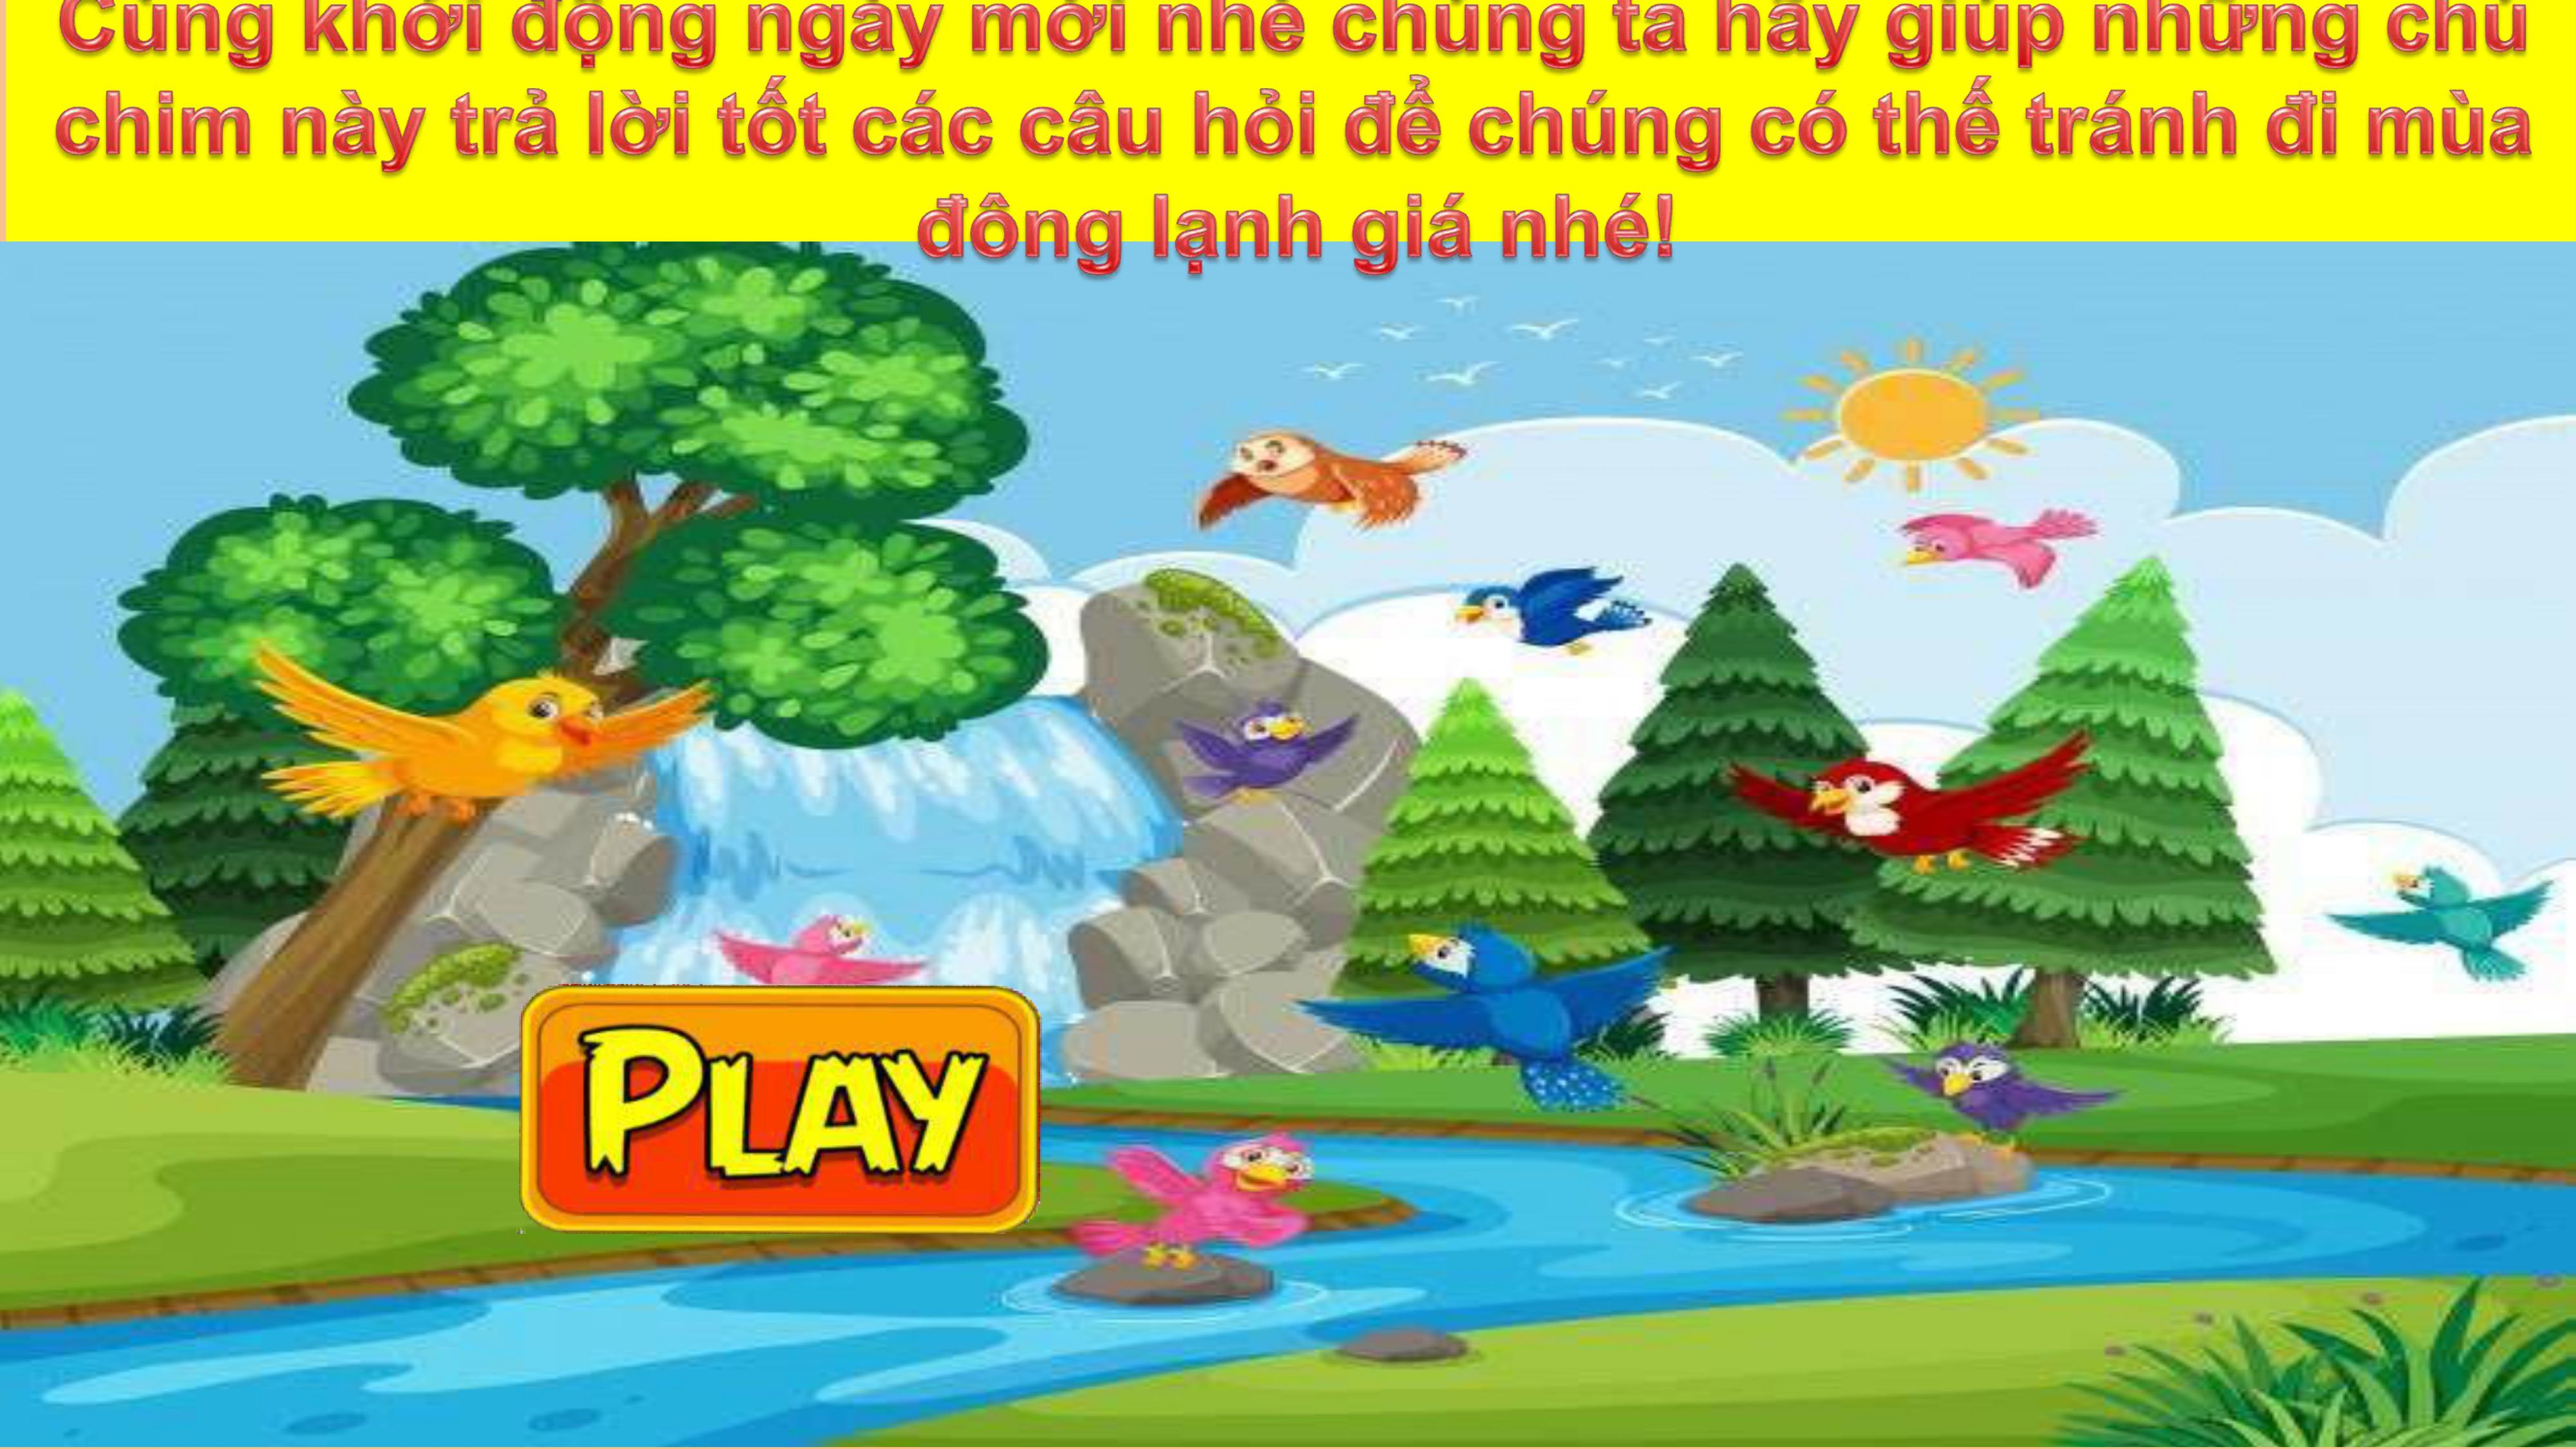 Cùng khởi động ngày mới nhé chúng ta hãy giúp những chú
chim này trả lời tốt các câu hỏi để chúng có thể tránh đi mùa
đông lạnh giá nhé!
PLAY